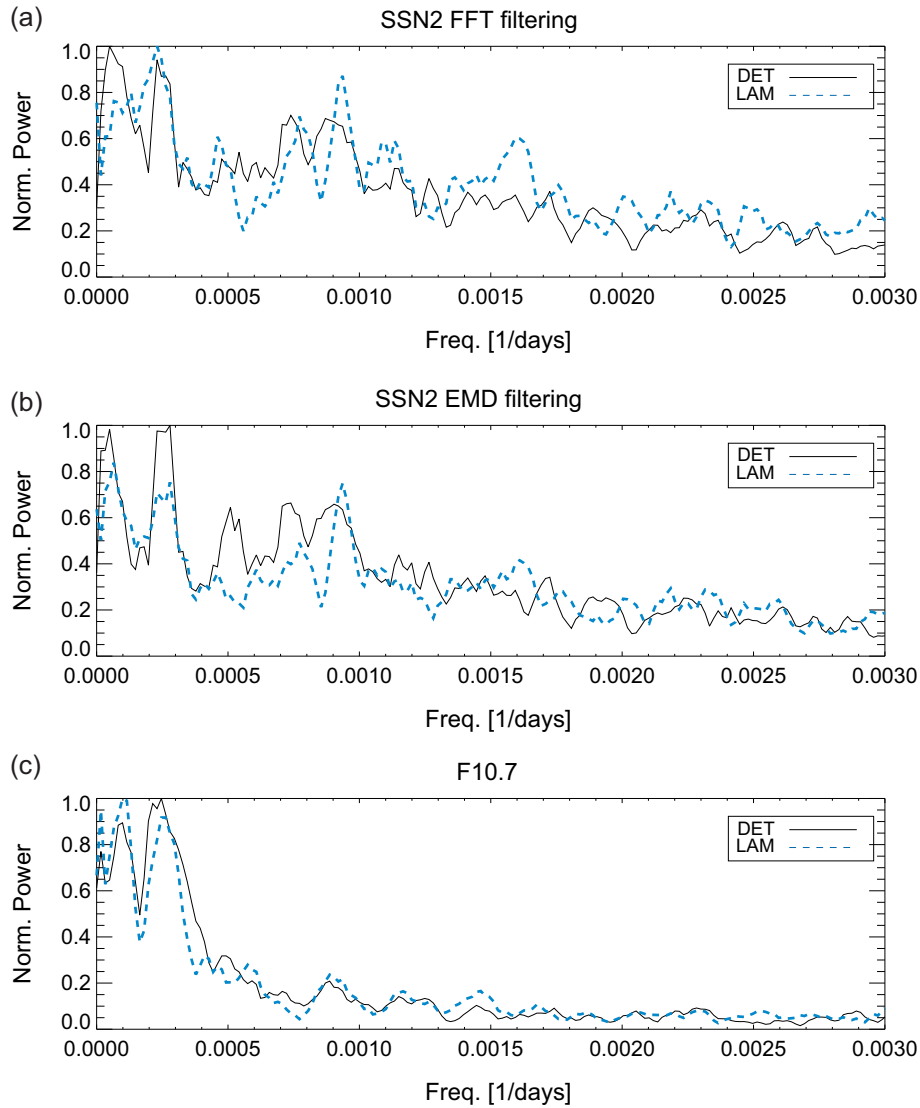 (a)
SSN2 FFT filtering
1.0
0.8
0.6
0.4
0.2
0.0
Norm. Power
DET
LAM
0.0000 0.0005 0.0010 0.0015 0.0020 0.0025 0.0030
Freq. [1/days]
(b)
SSN2 EMD filtering
1.0
0.8
0.6
0.4
0.2
0.0
Norm. Power
DET
LAM
0.0000 0.0005 0.0010 0.0015 0.0020 0.0025 0.0030
Freq. [1/days]
(c)
F10.7
1.0
0.8
0.6
0.4
0.2
0.0
Norm. Power
DET
LAM
0.0000 0.0005 0.0010 0.0015 0.0020 0.0025 0.0030
Freq. [1/days]